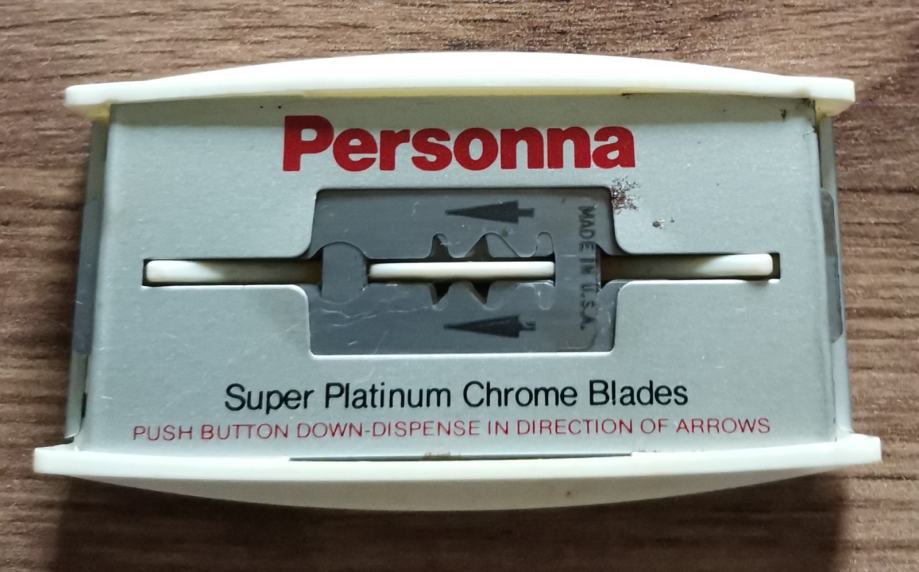 Personna
MADE IN U.S.A.
Super Platinum Chrome Blades
PUSH BUTTON DOWN-DISPENSE IN DIRECTION OF ARROWS